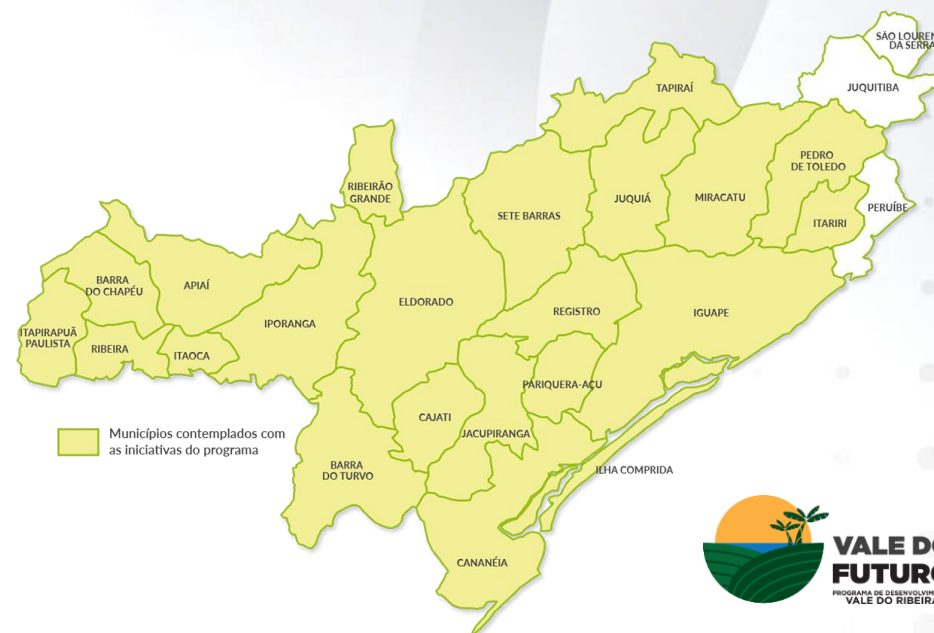 SÃO LOUREN
DA SERRA
JUQUITIBA
TAPIRAÍ
PEDRO
DE TOLEDO
RIBEIRÃO
GRANDE
JUQUIÁ
MIRACATU
PERUÍBE
SETE BARRAS
ITARIRI
BARRA
DO CHAPÉU
APIAÍ
ELDORADO
REGISTRO
IGUAPE
IPORANGA
ITAPIRAPUÃ
PAULISTA
RIBEIRA
ITAOCA
PARIQUERA-AÇU
CAJATI
JACUPIRANGA
Municípios contemplados com
as iniciativas do programa
BARRA
DO TURVO
ILHA COMPRIDA
CANANÉIA
VALE DO
FUTURO
PROGRAMA DE DESENVOLVIM
VALE DO RIBEIRA